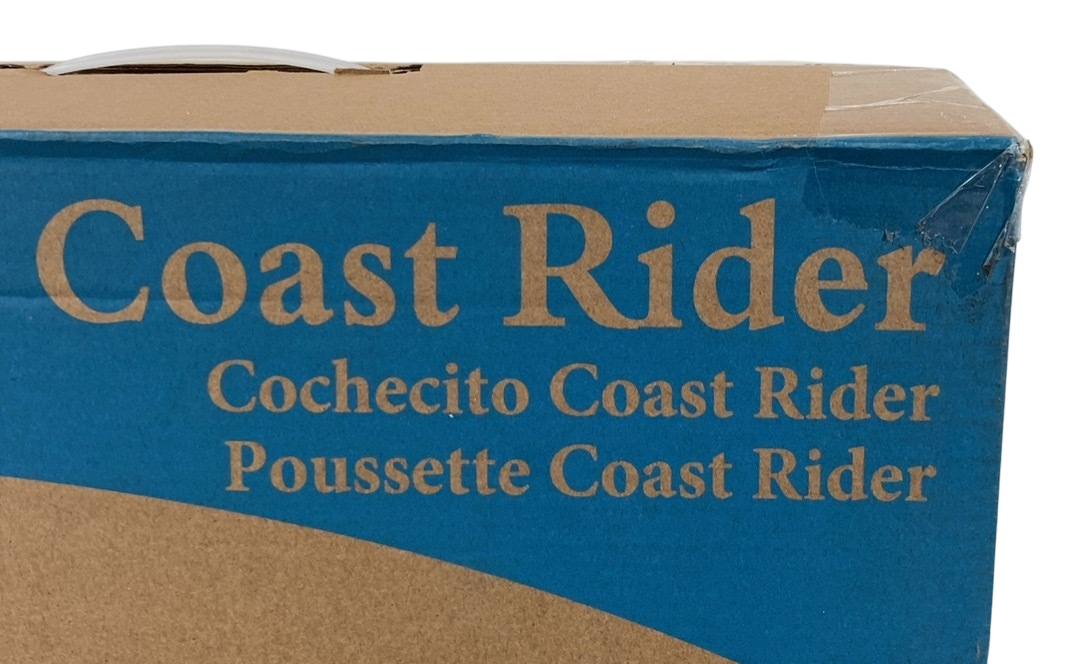 Coast Rider
Cochecito Coast Rider
Poussette Coast Rider